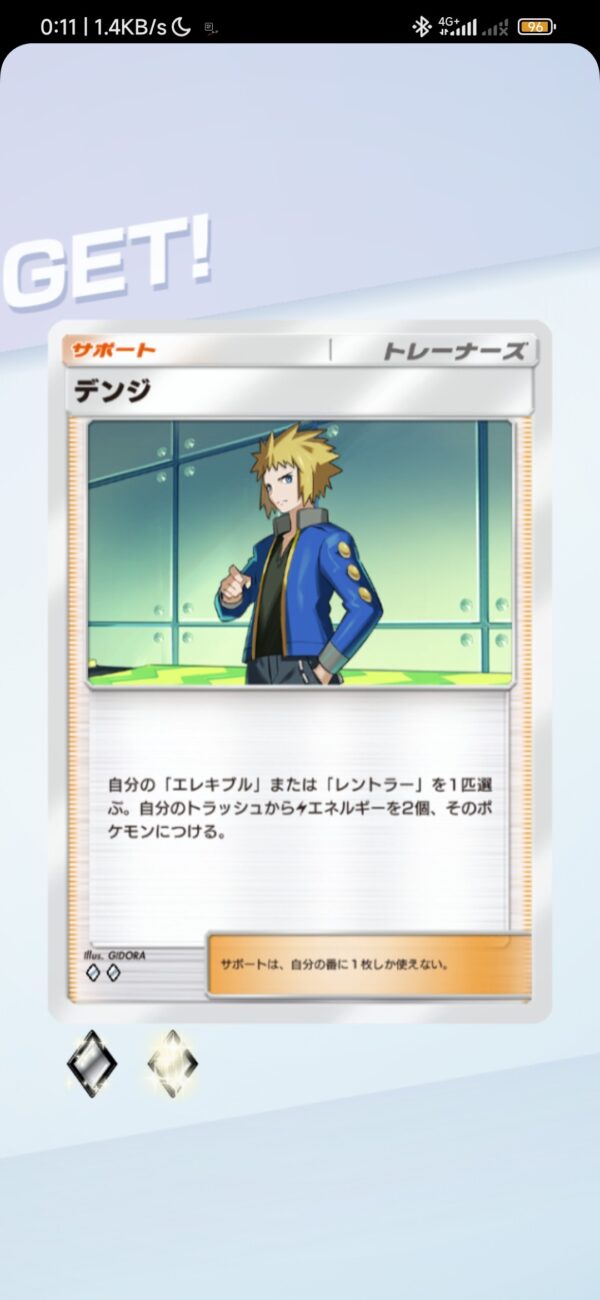 0:11 | 1.4KB/s
4G+
96
GET!
サポート
トレーナーズ
デンジ
自分の「エレキブル」または「レントラー」を1匹選
ぶ。自分のトラッシュからエネルギーを2個、そのポ
ケモンにつける。
Illus. GIDORA
サポートは、自分の番に1枚しか使えない。